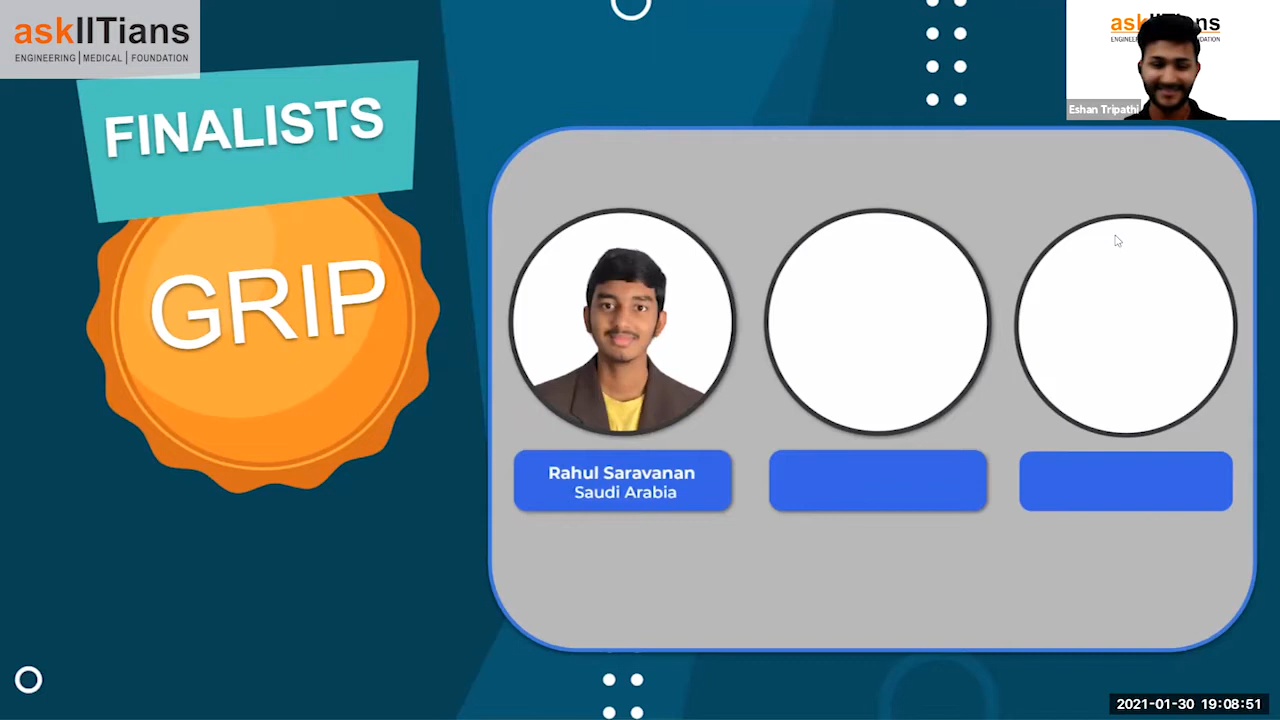 askIITians
ENGINEERING | MEDICAL | FOUNDATION
FINALISTS
GRIP
Rahul Saravanan
Saudi Arabia
Eshan Tripathi
2021-01-30 19:08:51